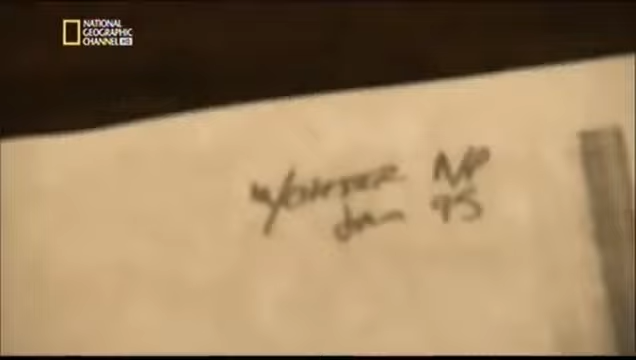 NATIONAL
GEOGRAPHIC
CHANNEL HD
NP
Jan 95